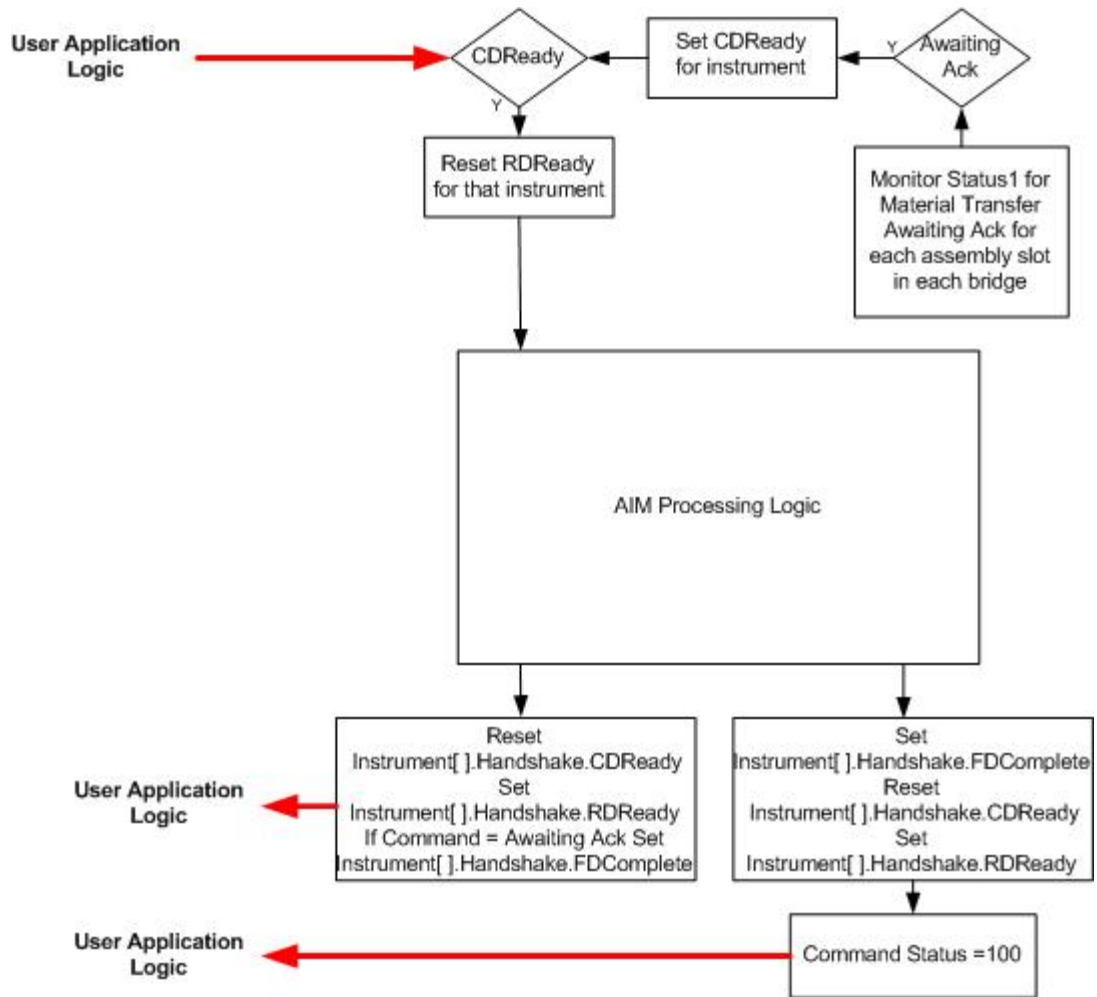 User Application
Logic
CDReady
Y
Set CDReady
for instrument
Y
Awaiting
Ack
Reset RDReady
for that instrument
Monitor Status1 for
Material Transfer
Awaiting Ack for
each assembly slot
in each bridge
AIM Processing Logic
Reset
Instrument[ ].Handshake.CDReady
Set
Instrument[ ].Handshake.RDReady
If Command = Awaiting Ack Set
Instrument[ ].Handshake.FDComplete
Set
Instrument[ ].Handshake.FDComplete
Reset
Instrument[ ].Handshake.CDReady
Set
Instrument[ ].Handshake.RDReady
User Application
Logic
Command Status =100
User Application
Logic